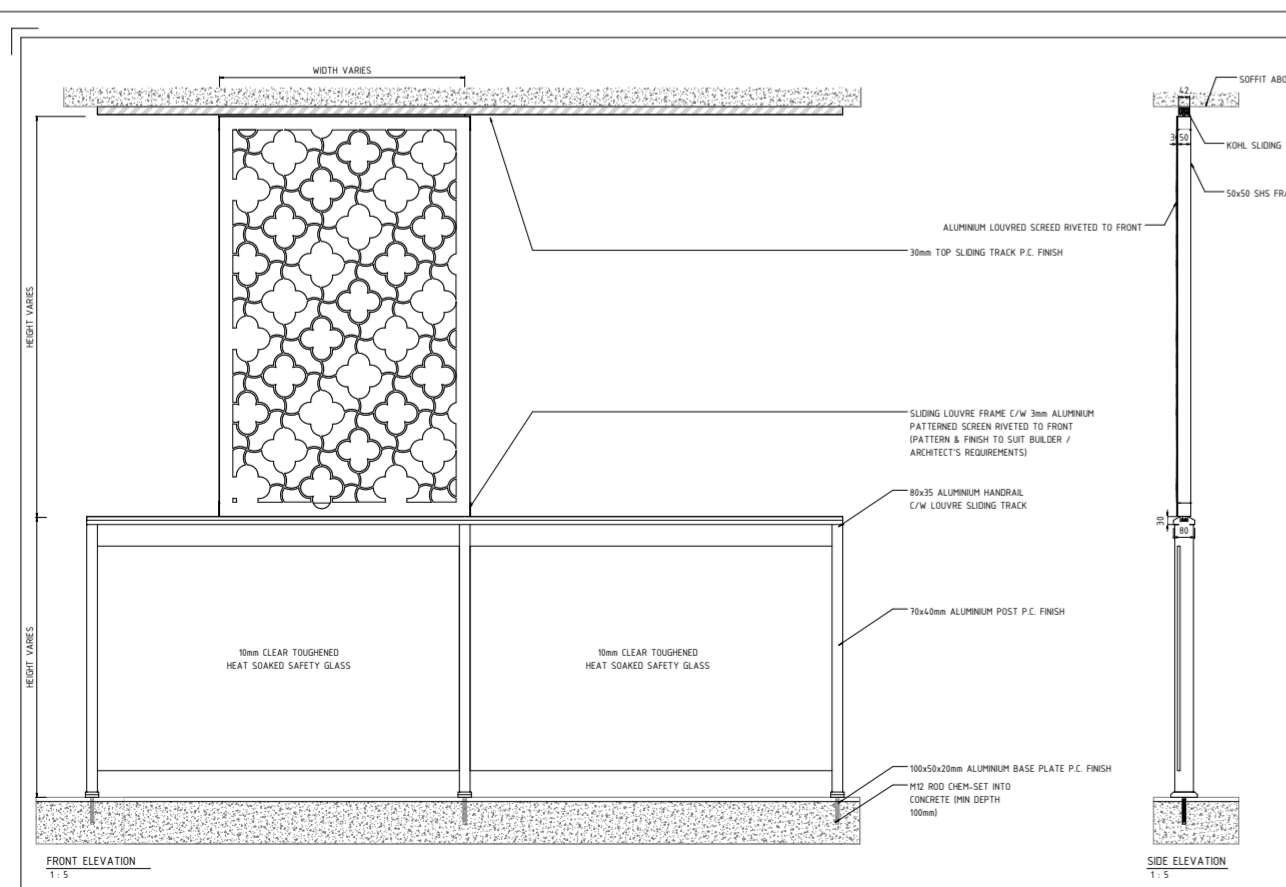 WIDTH VARIES
HEIGHT VARIES
HEIGHT VARIES
30mm TOP SLIDING TRACK P.C. FINISH
SLIDING LOUVRE FRAME C/W 3mm ALUMINIUM
PATTERNED SCREEN RIVETED TO FRONT
(PATTERN & FINISH TO SUIT BUILDER /
ARCHITECT'S REQUIREMENTS)
80x35 ALUMINIUM HANDRAIL
C/W LOUVRE SLIDING TRACK
70x40mm ALUMINIUM POST P.C. FINISH
10mm CLEAR TOUGHENED
HEAT SOAKED SAFETY GLASS
10mm CLEAR TOUGHENED
HEAT SOAKED SAFETY GLASS
100x50x20mm ALUMINIUM BASE PLATE P.C. FINISH
M12 ROD CHEM-SET INTO
CONCRETE (MIN DEPTH
100mm)
FRONT ELEVATION
1 : 5
SOFFIT ABO
42
KOHL SLIDING
3 50
50x50 SHS FRA
ALUMINIUM LOUVRED SCREED RIVETED TO FRONT
30
80
SIDE ELEVATION
1 : 5